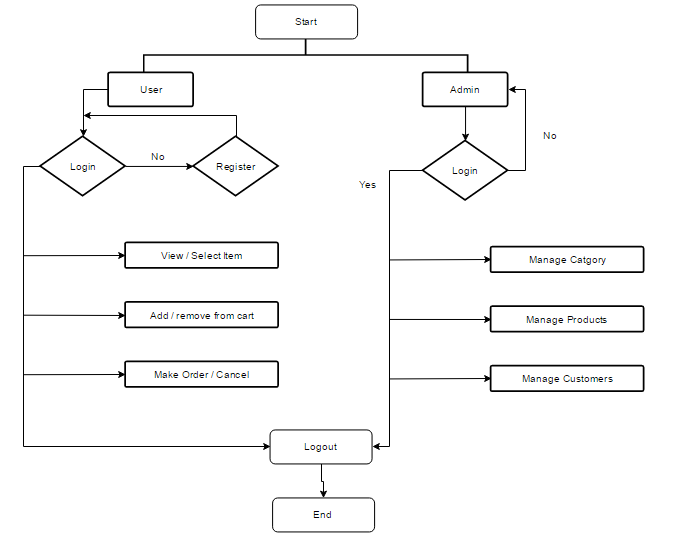 Start
User
Admin
No
Login
No
Register
Login
Yes
View / Select Item
Manage Catgory
Add / remove from cart
Manage Products
Make Order / Cancel
Manage Customers
Logout
End